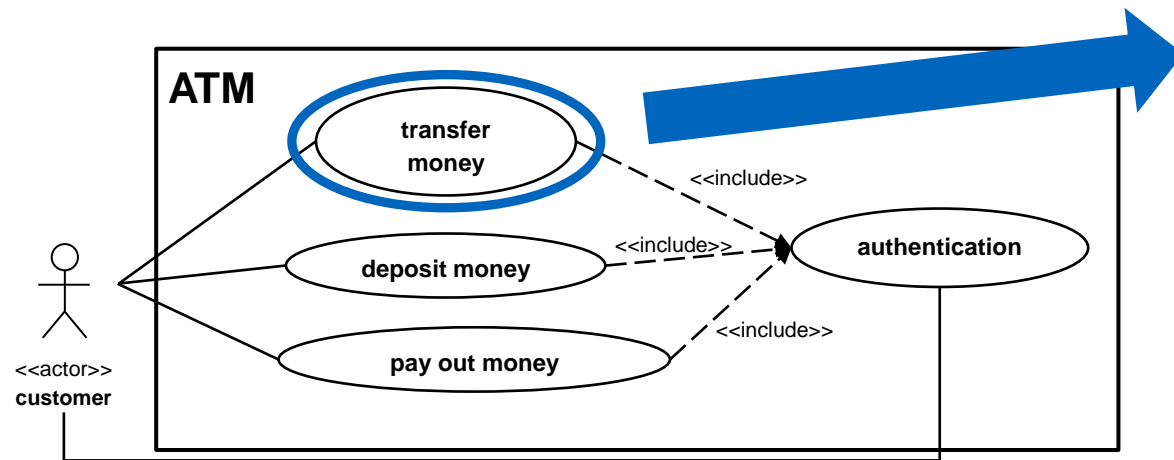 ATM
transfer
money
<<include>>
<<include>>
authentication
deposit money
<<include>>
pay out money
<<actor>>
customer